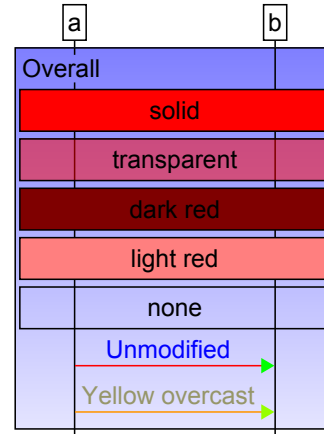 a
b
Overall
solid
transparent
dark red
light red
none
Unmodified
Yellow overcast